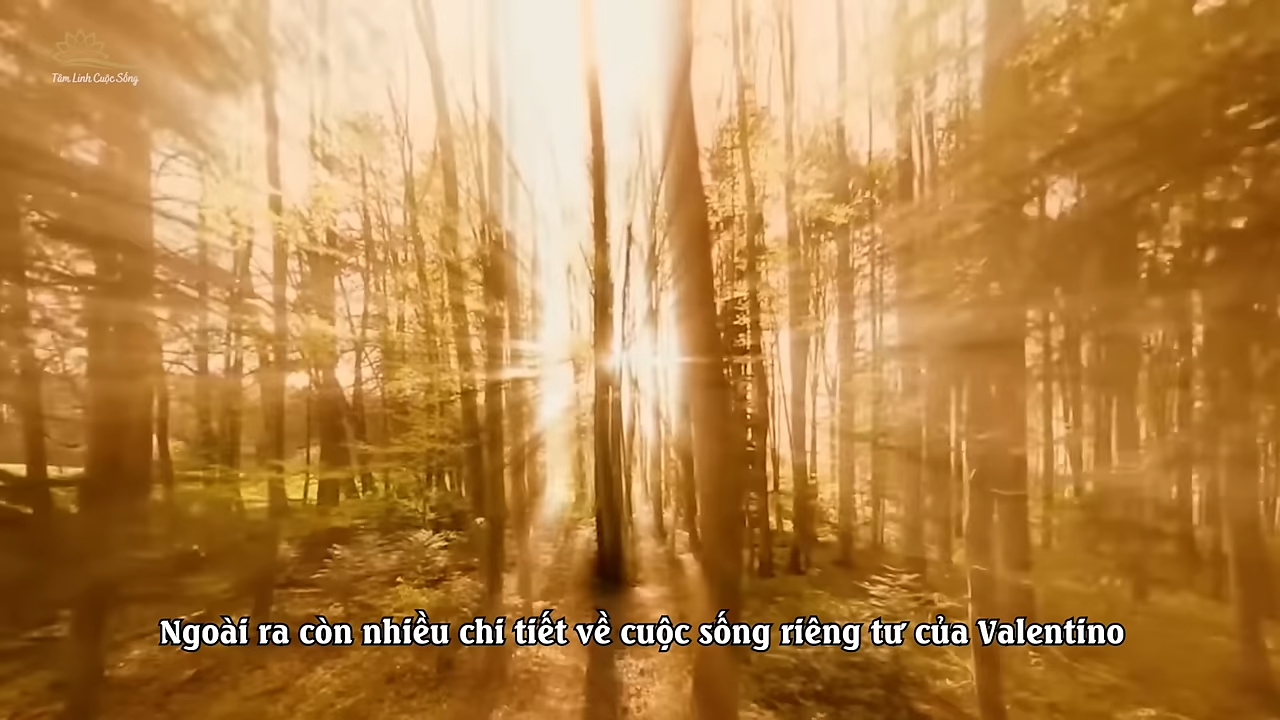 Tâm Linh Cuộc Sống
Ngoài ra còn nhiều chi tiết về cuộc sống riêng tư của Valentino